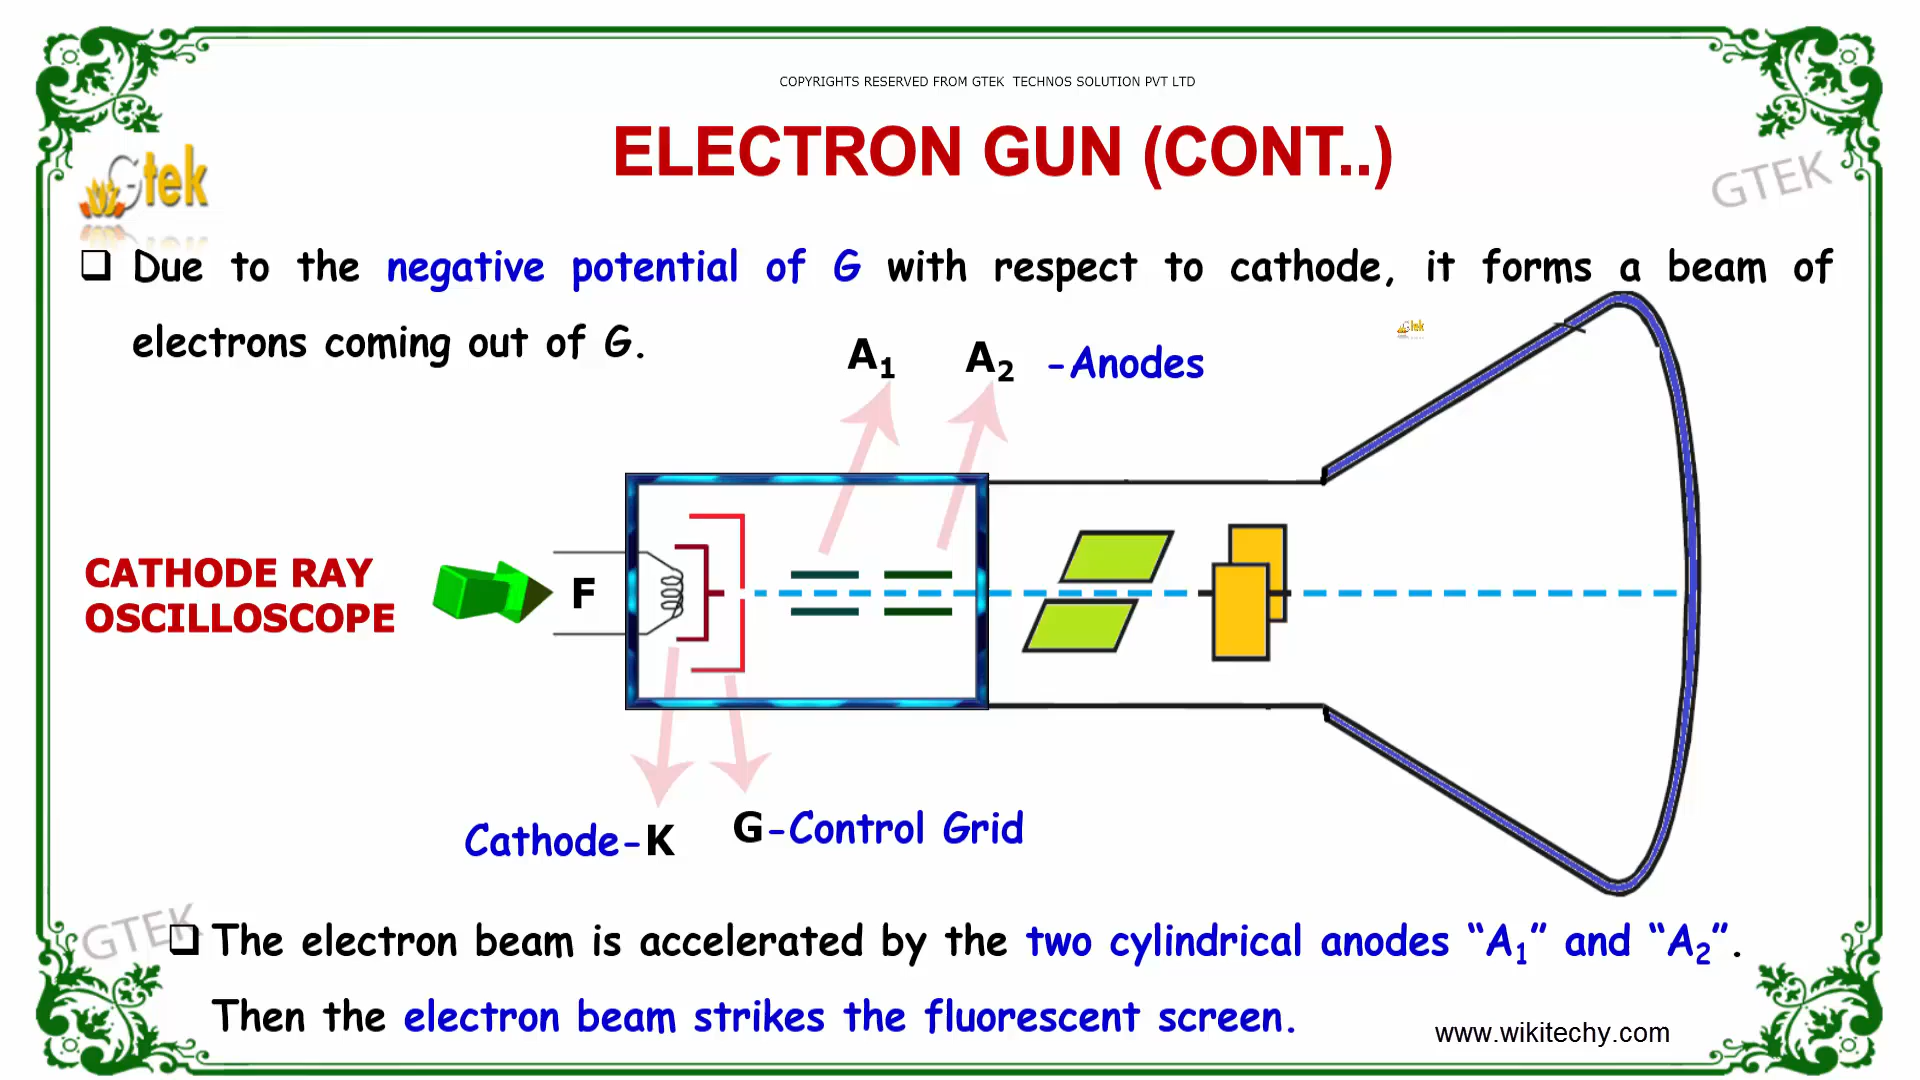 COPYRIGHTS RESERVED FROM GTEK TECHNOS SOLUTION PVT LTD
ELECTRON GUN (CONT..)
Gtek
GTEK
❑ Due to the negative potential of G with respect to cathode, it forms a beam of
electrons coming out of G.
Gtek
A₁ A₂ -Anodes
CATHODE RAY
OSCILLOSCOPE
F
Cathode-K
G-Control Grid
GTEK
❑ The electron beam is accelerated by the two cylindrical anodes “A₁” and “A₂”.
Then the electron beam strikes the fluorescent screen.
www.wikitechy.com